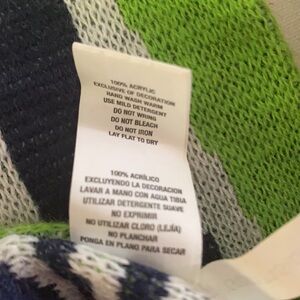 100% ACRYLIC
EXCLUSIVE OF DECORATION
HAND WASH WARM
USE MILD DETERGENT
DO NOT WRING
DO NOT BLEACH
DO NOT IRON
LAY FLAT TO DRY
100% ACRÍLICO
EXCLUYENDO LA DECORACION
LAVAR A MANO CON AGUA TIBIA
UTILIZAR DETERGENTE SUAVE
NO EXPRIMIR
NO UTILIZAR CLORO (LEJÍA)
NO PLANCHAR
PONGA EN PLANO PARA SECAR